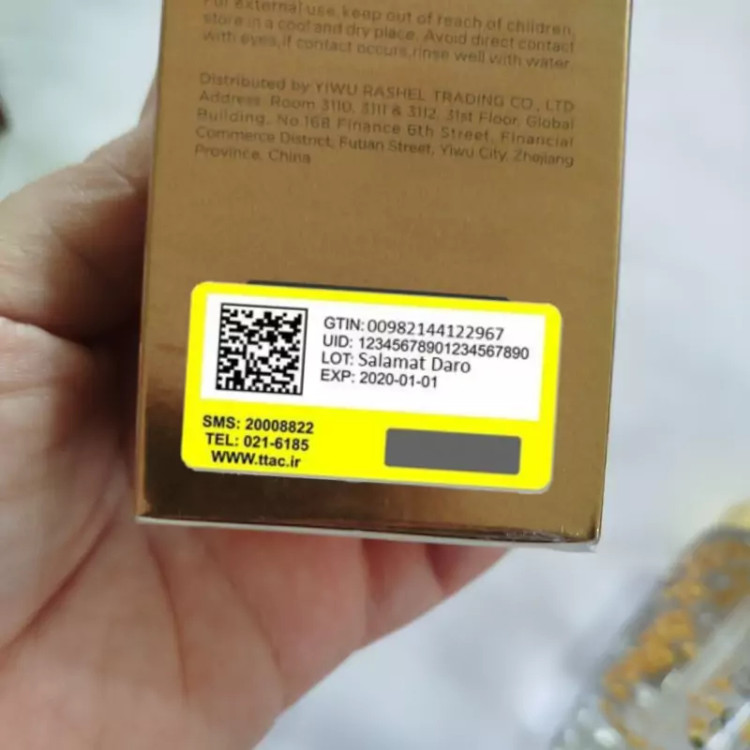 For external use, keep out of reach of children,
store in a cool and dry place. Avoid direct contact
with eyes, if contact occurs, rinse well with water.
Distributed by YIWU RASHEL TRADING CO., LTD
Address: Room 3110, 3111 & 3112, 31st Floor, Global
Building, No.168 Finance 6th Street, Financial
Commerce District, Futian Street, Yiwu City, Zhejiang
Province, China
GTIN: 00982144122967
UID: 12345678901234567890
LOT: Salamat Daro
EXP: 2020-01-01
SMS: 20008822
TEL: 021-6185
WWW.ttac.ir